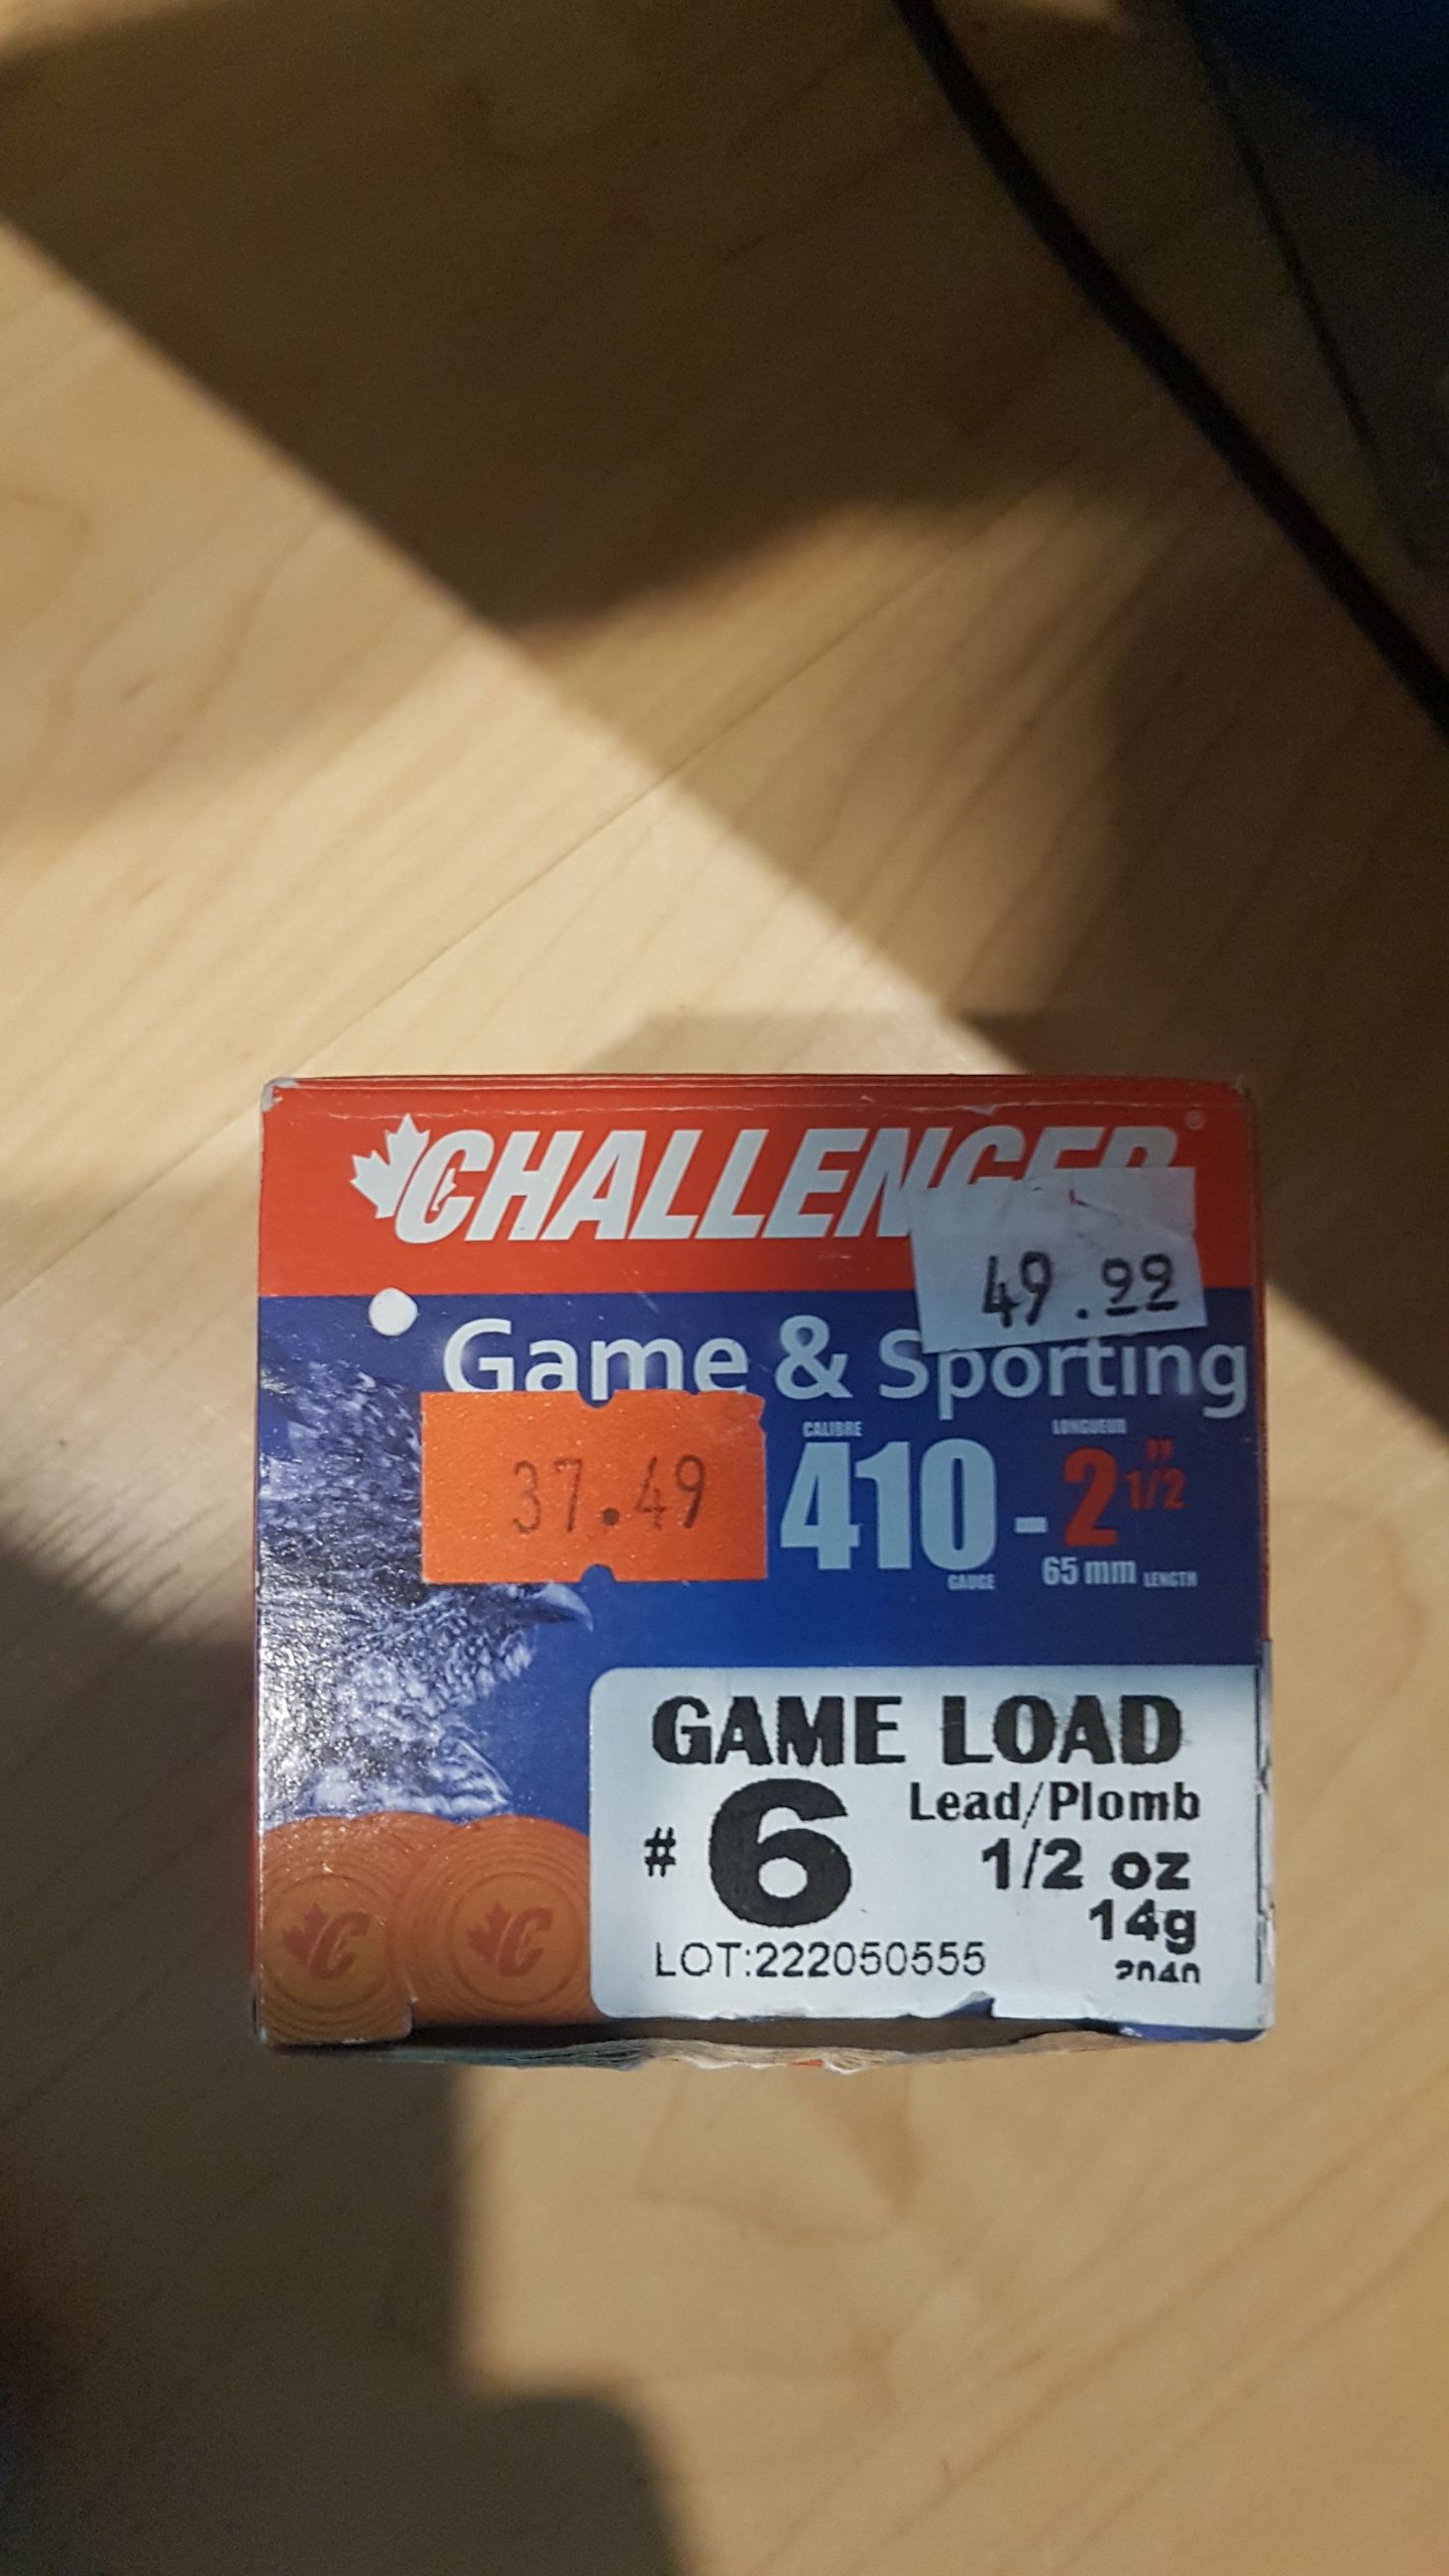 CHALLENGER®
49.99
Game & Sporting
37.49
CALIBRE
410
GAUGE
-
LONGUEUR
2 1/2"
65 mm LENGTH
GAME LOAD
#6
Lead/Plomb
1/2 oz
14g
LOT:222050555
2040
C
C